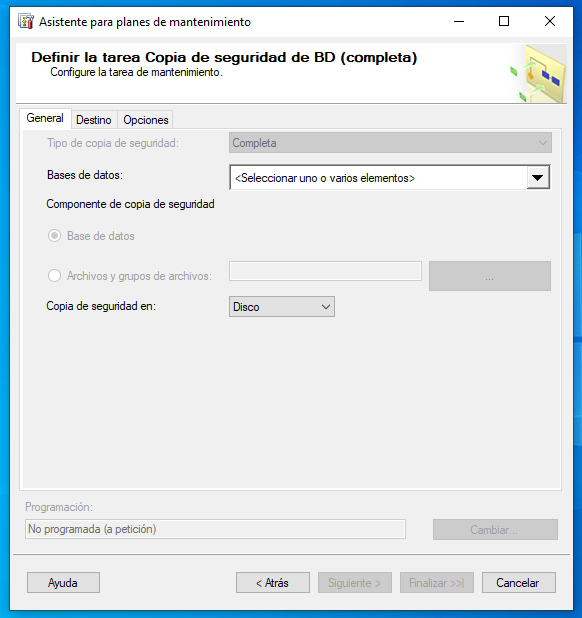 Asistente para planes de mantenimiento
Definir la tarea Copia de seguridad de BD (completa)
Configure la tarea de mantenimiento.
General Destino Opciones
Tipo de copia de seguridad: Completa
Bases de datos: <Seleccionar uno o varios elementos>
Componente de copia de seguridad
Base de datos
Archivos y grupos de archivos: ...
Copia de seguridad en: Disco
Programación:
No programada (a petición) Cambiar...
Ayuda < Atrás Siguiente > Finalizar >>| Cancelar